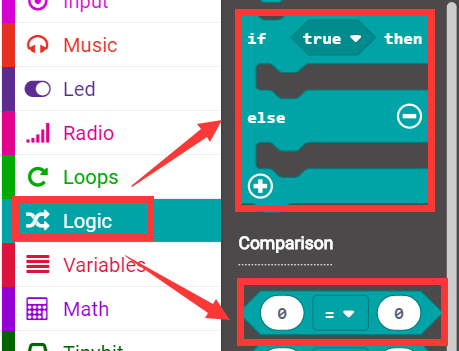 Input
Music
Led
Radio
Loops
Logic
Variables
Math
Tinybit
if true then
else
Comparison
0 = 0